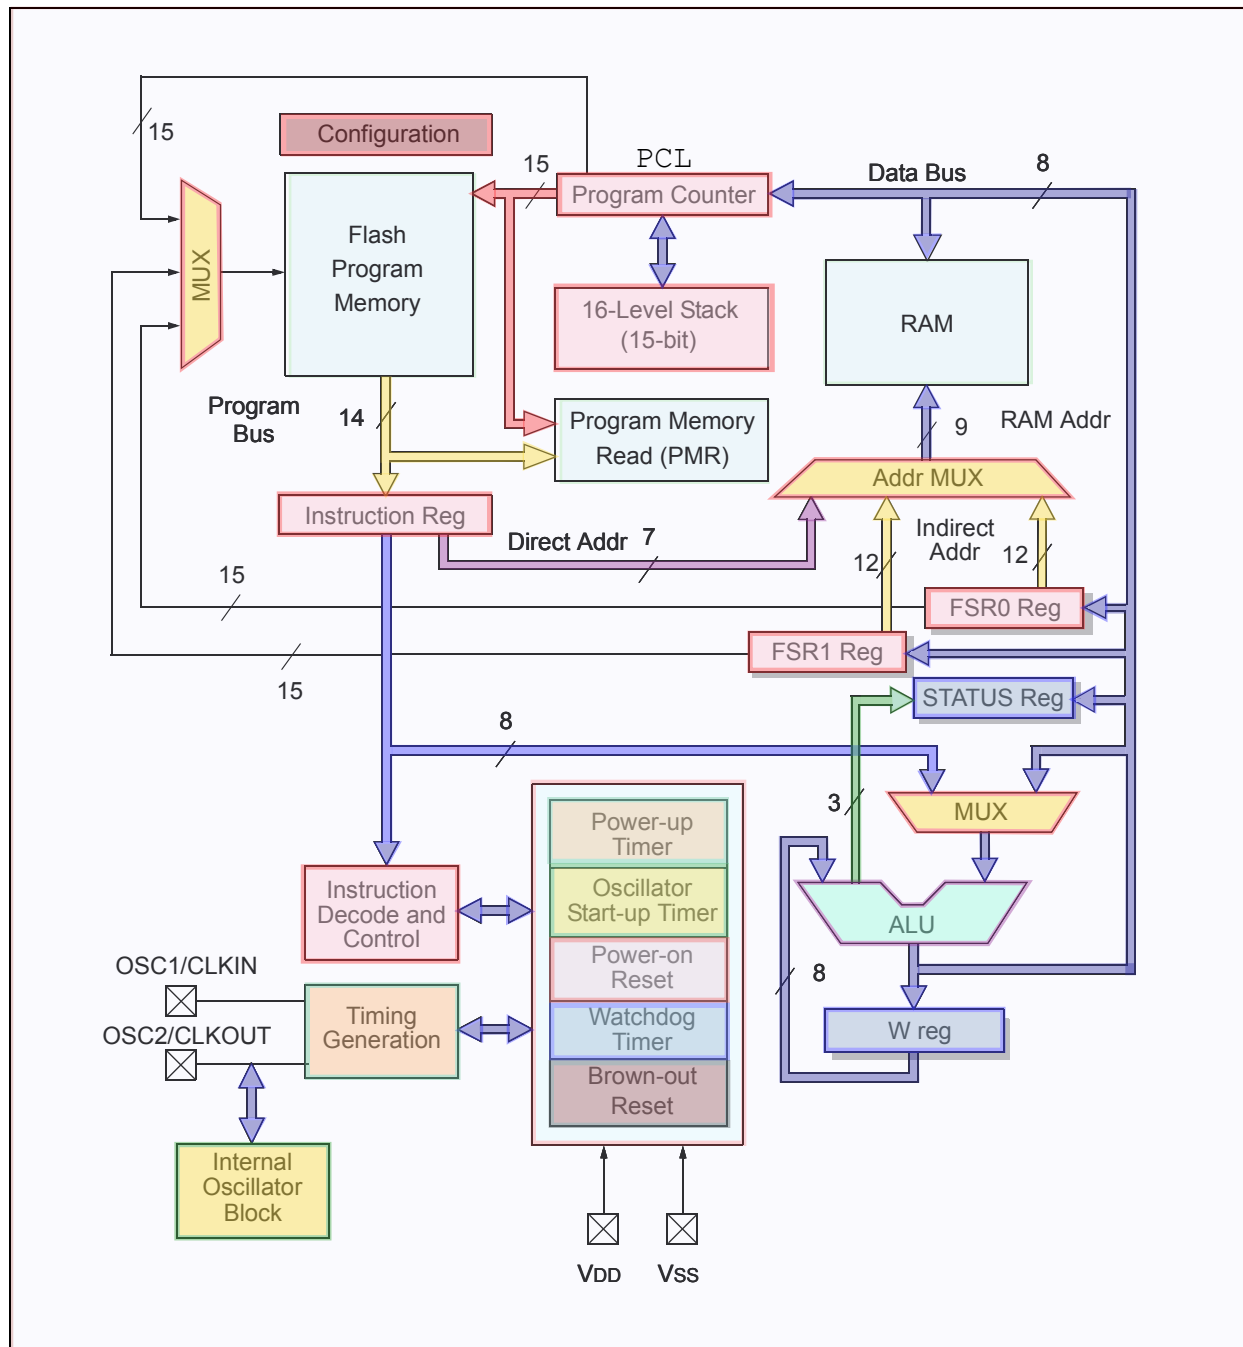 15
Configuration
PCL
15
Program Counter
Data Bus
8
MUX
Flash
Program
Memory
16-Level Stack
(15-bit)
RAM
Program
Bus
14
Program Memory
Read (PMR)
9
RAM Addr
Addr MUX
Instruction Reg
Direct Addr
7
Indirect
Addr
12
12
15
FSR0 Reg
FSR1 Reg
15
STATUS Reg
8
3
MUX
Power-up
Timer
Oscillator
Start-up Timer
Power-on
Reset
Watchdog
Timer
Brown-out
Reset
Instruction
Decode and
Control
ALU
8
W reg
OSC1/CLKIN
OSC2/CLKOUT
Timing
Generation
Internal
Oscillator
Block
VDD
VSS